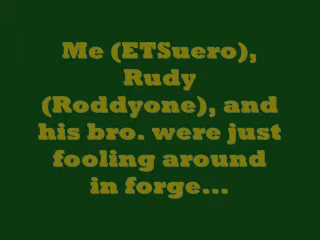 Me (ETSuero),
Rudy
(Roddyone), and
his bro. were just
fooling around
in forge...